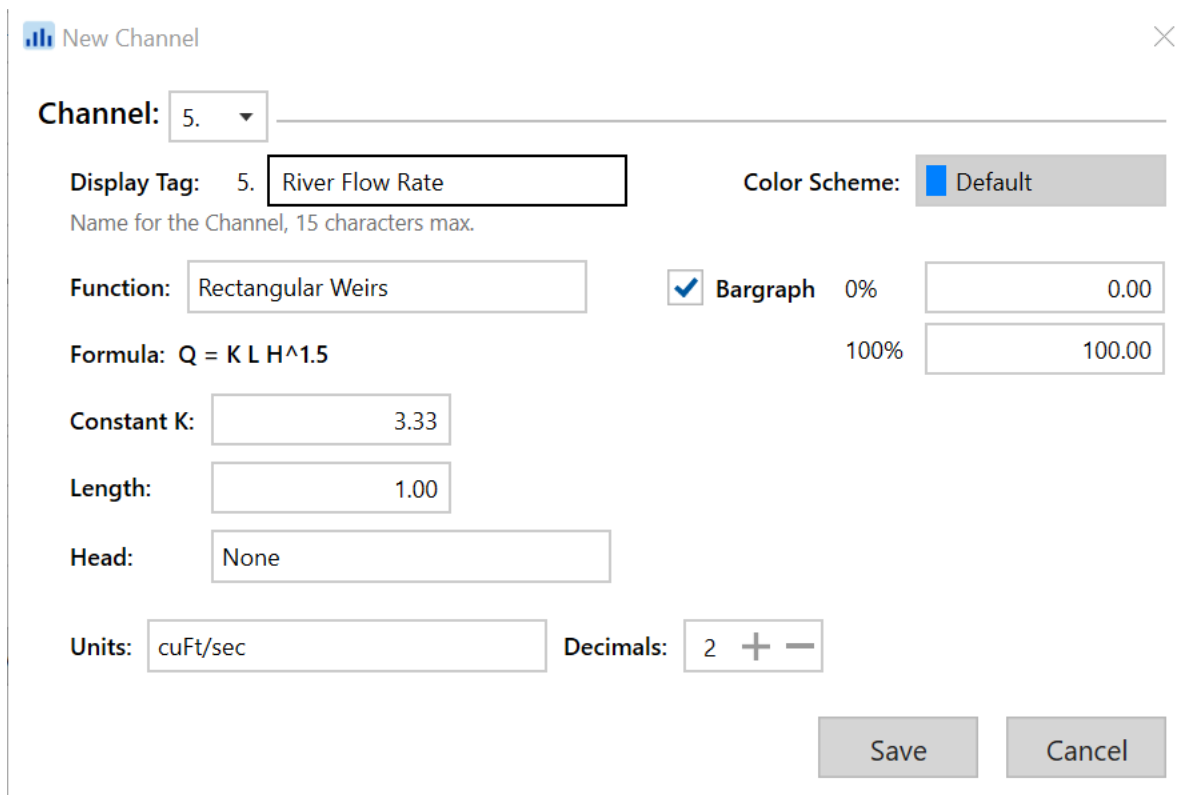 New Channel
Channel: 5.
Display Tag: 5. River Flow Rate Color Scheme: Default
Name for the Channel, 15 characters max.
Function: Rectangular Weirs Bargraph 0% 0.00
Formula: Q = K L H^1.5 100% 100.00
Constant K: 3.33
Length: 1.00
Head: None
Units: cuFt/sec Decimals: 2
Save Cancel